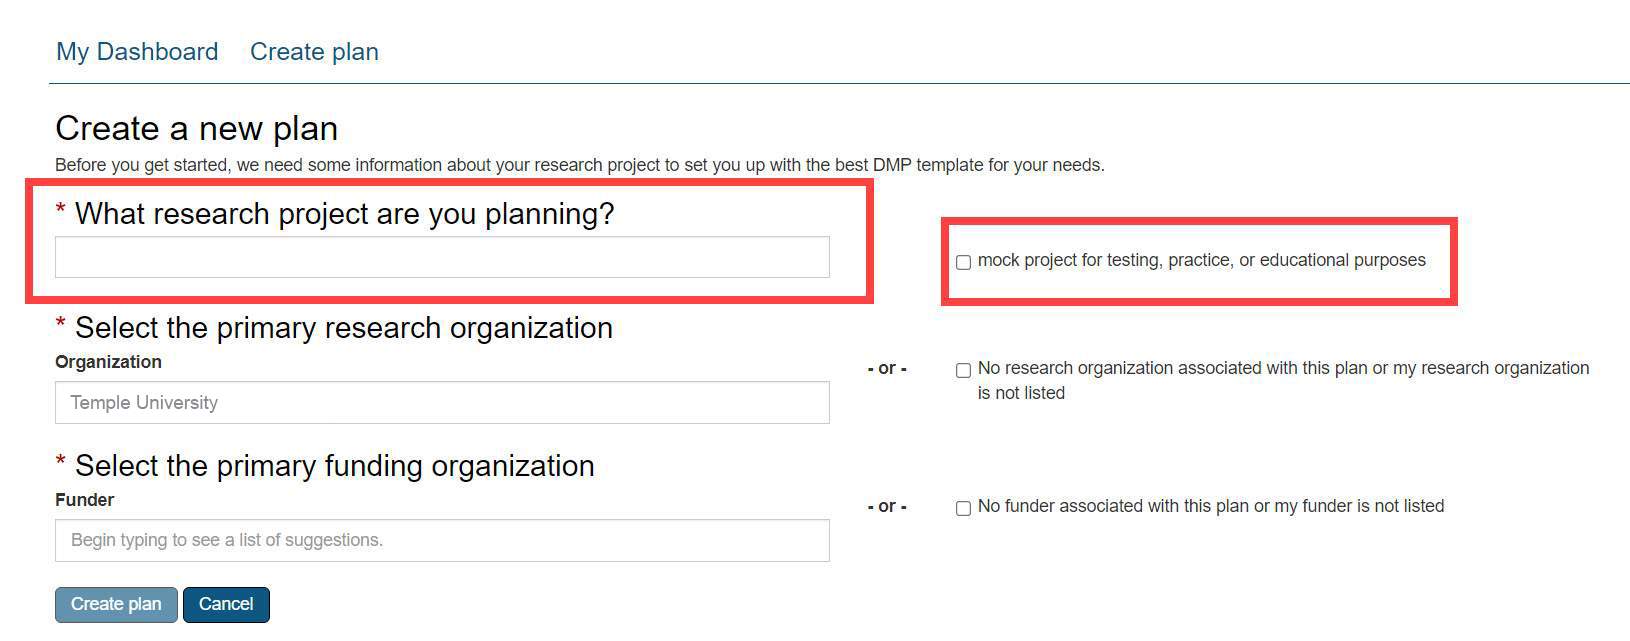 My Dashboard Create plan
Create a new plan
Before you get started, we need some information about your research project to set you up with the best DMP template for your needs.
* What research project are you planning?
mock project for testing, practice, or educational purposes
* Select the primary research organization
Organization
Temple University
- or -
No research organization associated with this plan or my research organization
is not listed
* Select the primary funding organization
Funder
Begin typing to see a list of suggestions.
- or -
No funder associated with this plan or my funder is not listed
Create plan Cancel